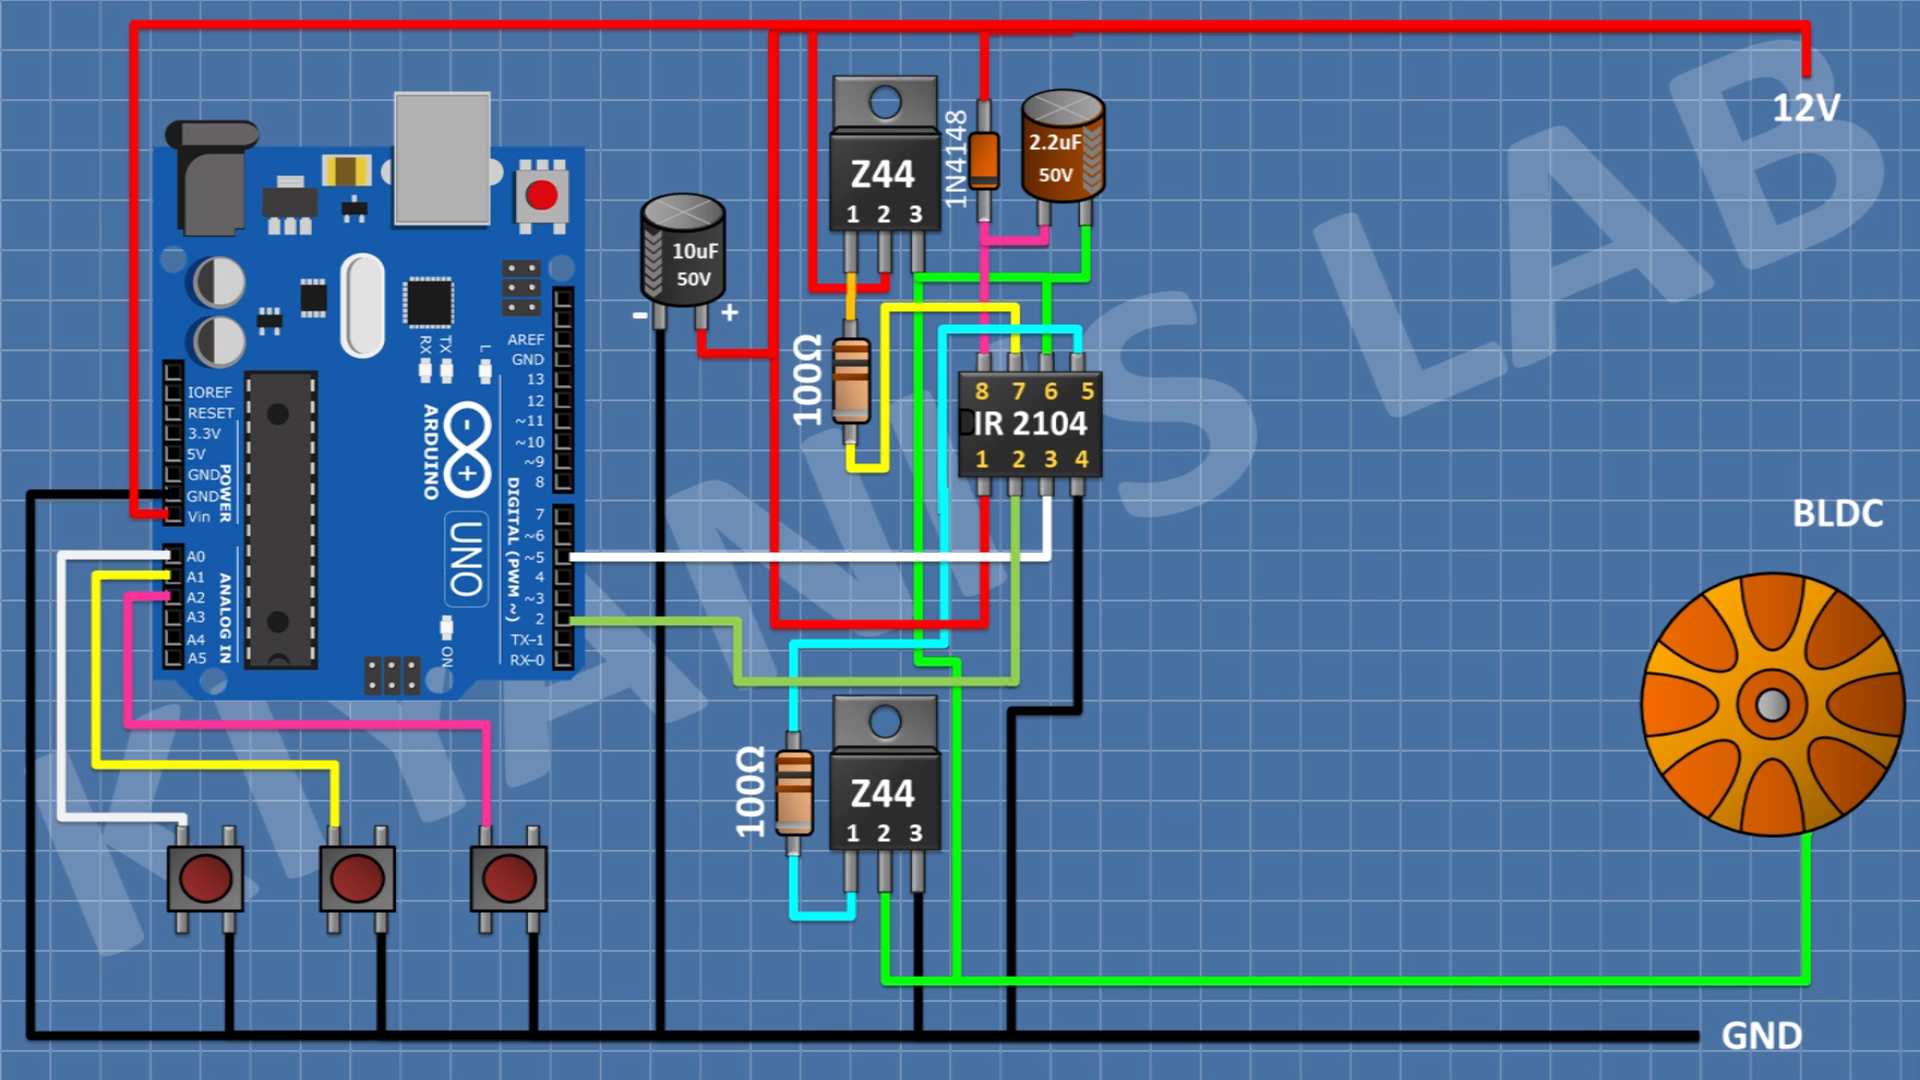 12V
Z44
1 2 3
1N4148
2.2uF
50V
10uF
50V
- +
100Ω
8 7 6 5
IR 2104
1 2 3 4
AREF
GND
13
12
~11
~10
~9
8
7
~6
~5
4
~3
2
TX-1
RX-0
DIGITAL (PWM ~)
RX
TX
L
ON
ARDUINO
UNO
IOREF
RESET
3.3V
5V
GND
GND
Vin
POWER
A0
A1
A2
A3
A4
A5
ANALOG IN
BLDC
100Ω
Z44
1 2 3
GND
KIYANI'S LAB